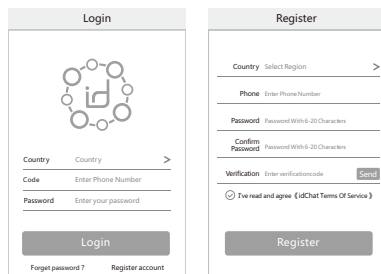 Login
id
Country Country >
Code Enter Phone Number
Password Enter your password
Login
Forget password ? Register account
Register
Country Select Region >
Phone Enter Phone Number
Password Password With 6-20 Characters
Confirm
Password Password With 6-20 Characters
Verification Enter verificationcode Send
I've read and agree《idChat Terms Of Service》
Register